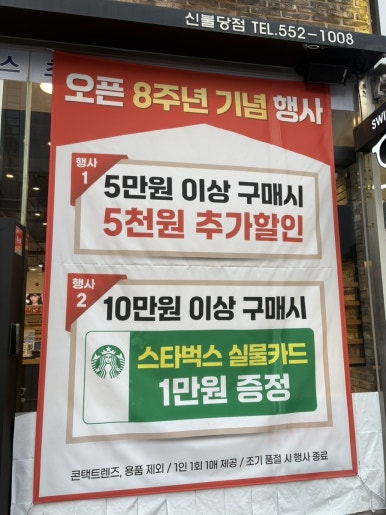 신불당점 TEL.552-1008
오픈 8주년 기념 행사
행사
1
5만원 이상 구매시
5천원 추가할인
행사
2
10만원 이상 구매시
스타벅스 실물카드
1만원 증정
콘택트렌즈, 용품 제외 / 1인 1회 1매 제공 / 조기 품절 시 행사 종료